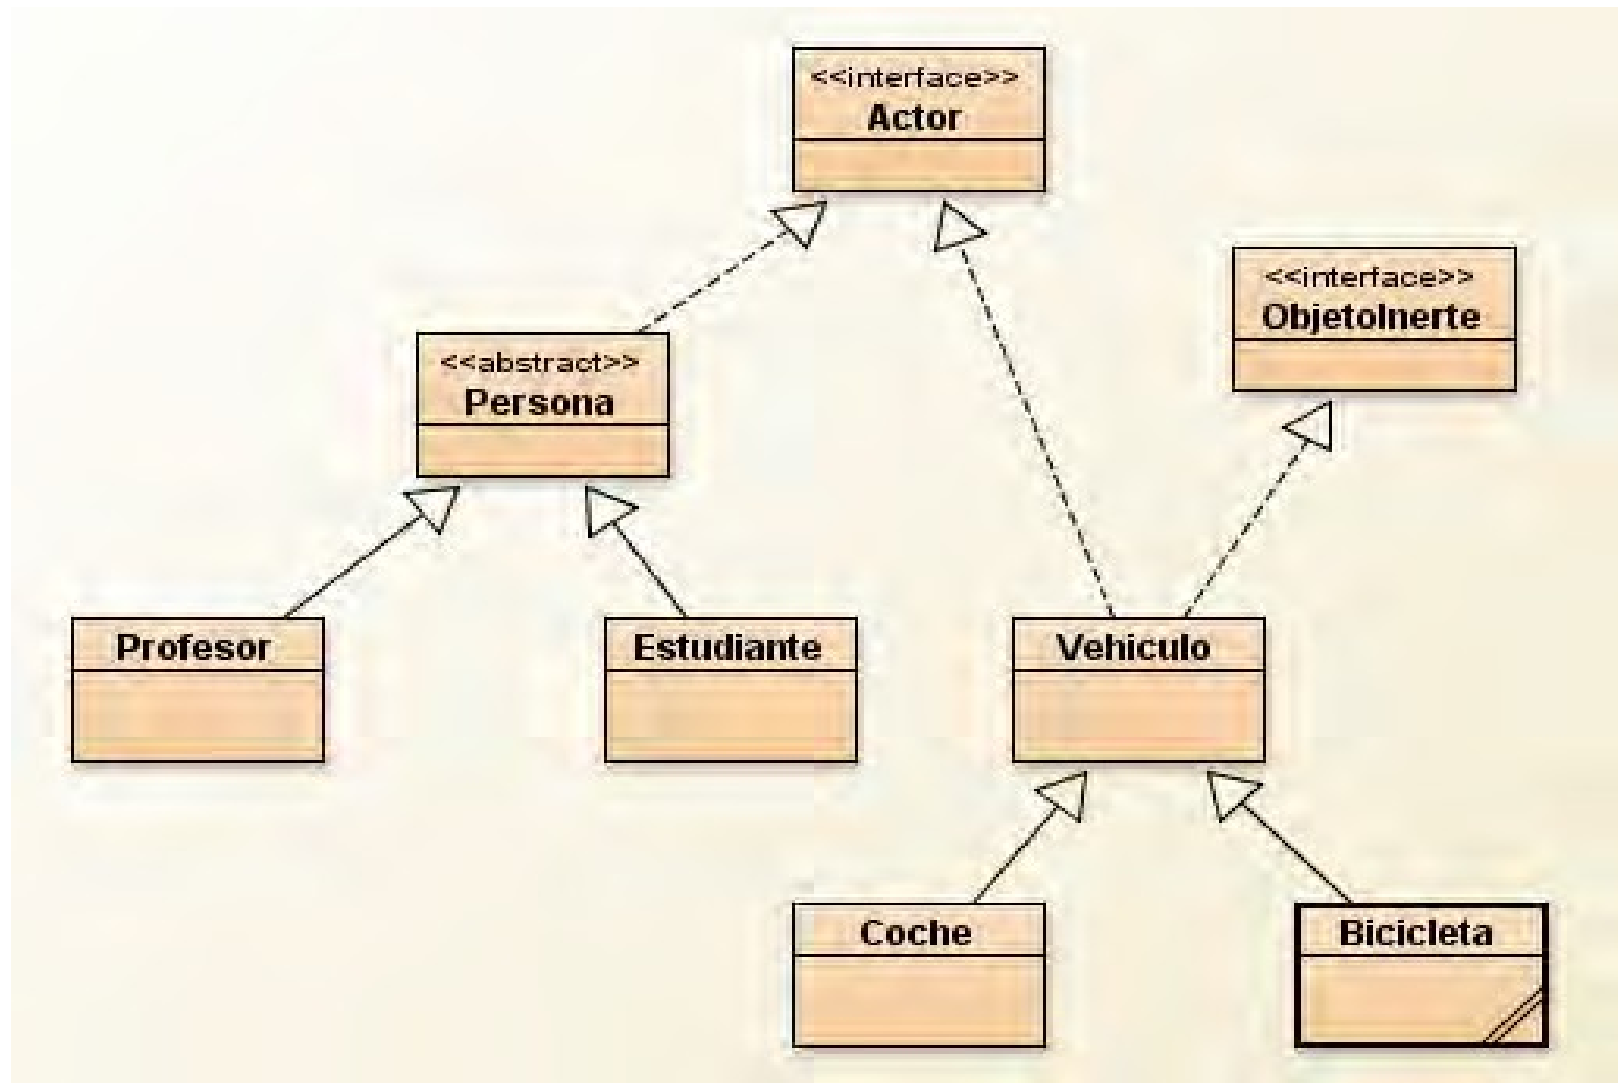 <<interface>>
Actor
<<interface>>
ObjetoInerte
<<abstract>>
Persona
Profesor
Estudiante
Vehiculo
Coche
Bicicleta